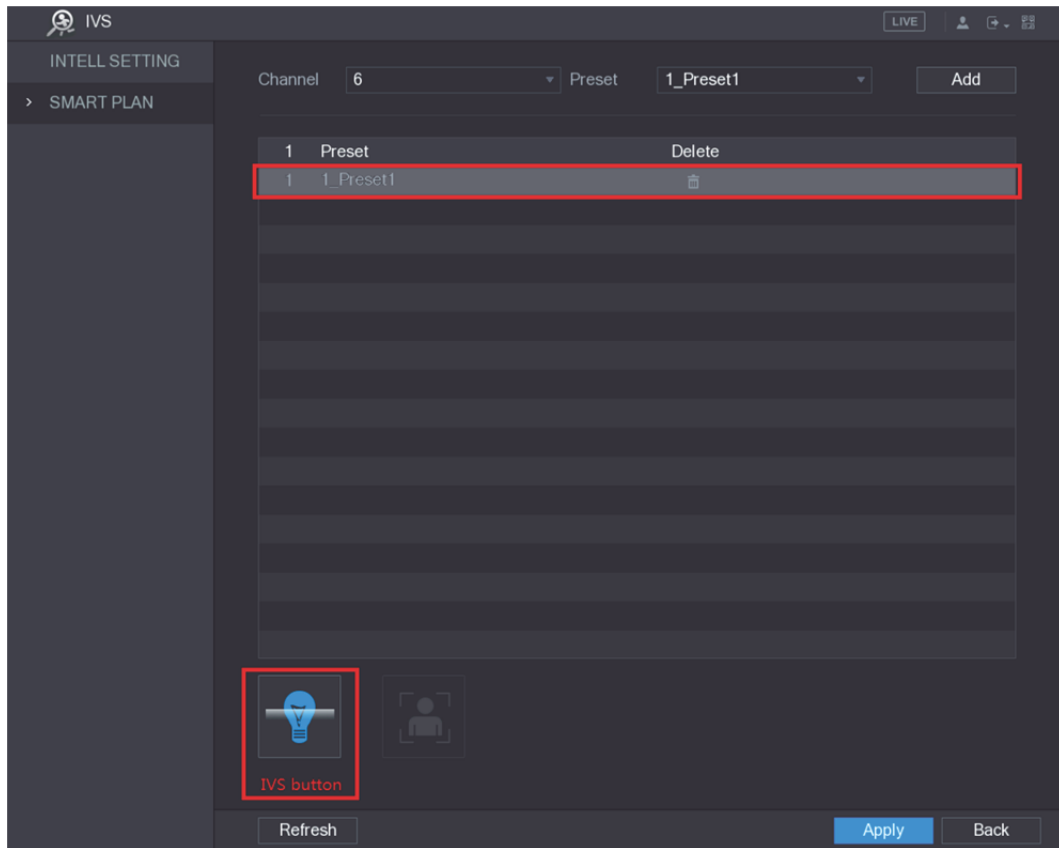 IVS LIVE
INTELL SETTING
SMART PLAN
Channel 6 Preset 1_Preset1 Add
1 Preset Delete
1 1_Preset1
IVS button
Refresh Apply Back